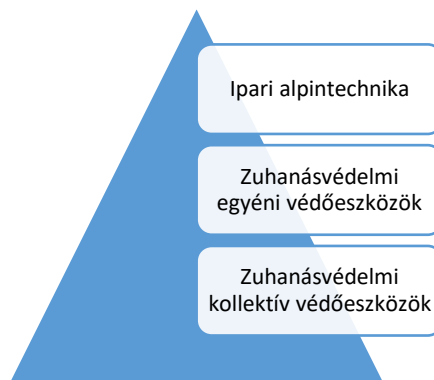 Ipari alpintechnika
Zuhanásvédelmi
egyéni védőeszközök
Zuhanásvédelmi
kollektív védőeszközök